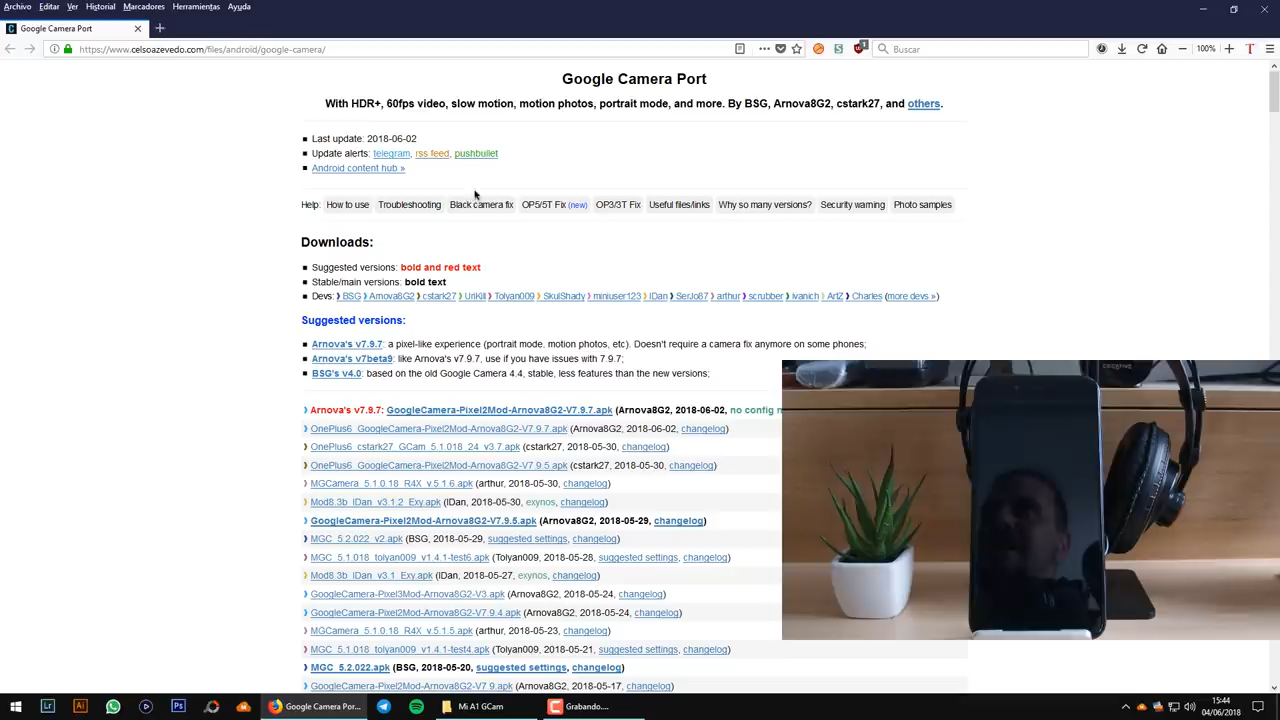 Archivo Editar Ver Historial Marcadores Herramientas Ayuda
Google Camera Port
https://www.celsoazevedo.com/files/android/google-camera/
Buscar
100%
Google Camera Port
With HDR+, 60fps video, slow motion, motion photos, portrait mode, and more. By BSG, Arnova8G2, cstark27, and others.
Last update: 2018-06-02
Update alerts: telegram, rss feed, pushbullet
Android content hub »
Help: How to use Troubleshooting Black camera fix OP5/5T Fix (new) OP3/3T Fix Useful files/links Why so many versions? Security warning Photo samples
Downloads:
Suggested versions: bold and red text
Stable/main versions: bold text
Devs: BSG Arnova8G2 cstark27 UriKill Tolyan009 SkulShady miniuser123 IDan SerJo87 arthur scrubber ivanich ArtZ Charles (more devs »)
Suggested versions:
Arnova's v7.9.7: a pixel-like experience (portrait mode. motion photos, etc). Doesn't require a camera fix anymore on some phones;
Arnova's v7beta9: like Arnova's v7.9.7, use if you have issues with 7.9.7;
BSG's v4.0: based on the old Google Camera 4.4, stable, less features than the new versions;
Arnova's v7.9.7: GoogleCamera-Pixel2Mod-Arnova8G2-V7.9.7.apk (Arnova8G2, 2018-06-02, no config n
OnePlus6_GoogleCamera-Pixel2Mod-Arnova8G2-V7.9.7.apk (Arnova8G2, 2018-06-02, changelog)
OnePlus6_cstark27_GCam_5.1.018_24_v3.7.apk (cstark27, 2018-05-30, changelog)
OnePlus6_GoogleCamera-Pixel2Mod-Arnova8G2-V7.9.5.apk (cstark27, 2018-05-30, changelog)
MGCamera_5.1.0.18_R4X_v.5.1.6.apk (arthur, 2018-05-30, changelog)
Mod8.3b_IDan_v3.1.2_Exy.apk (IDan, 2018-05-30, exynos, changelog)
GoogleCamera-Pixel2Mod-Arnova8G2-V7.9.5.apk (Arnova8G2, 2018-05-29, changelog)
MGC_5.2.022_v2.apk (BSG, 2018-05-29, suggested settings, changelog)
MGC_5.1.018_tolyan009_v1.4.1-test6.apk (Tolyan009, 2018-05-28, suggested settings, changelog)
Mod8.3b_IDan_v3.1_Exy.apk (IDan, 2018-05-27, exynos, changelog)
GoogleCamera-Pixel3Mod-Arnova8G2-V3.apk (Arnova8G2, 2018-05-24, changelog)
GoogleCamera-Pixel2Mod-Arnova8G2-V7.9.4.apk (Arnova8G2, 2018-05-24, changelog)
MGCamera_5.1.0.18_R4X_v.5.1.5.apk (arthur, 2018-05-23, changelog)
MGC_5.1.018_tolyan009_v1.4.1-test4.apk (Tolyan009, 2018-05-21, suggested settings, changelog)
MGC_5.2.022.apk (BSG, 2018-05-20, suggested settings, changelog)
GoogleCamera-Pixel2Mod-Arnova8G2-V7.9.apk (Arnova8G2, 2018-05-17, changelog)
Google Camera Por...
Mi A1 GCam
Grabando....
15:44
04/06/2018